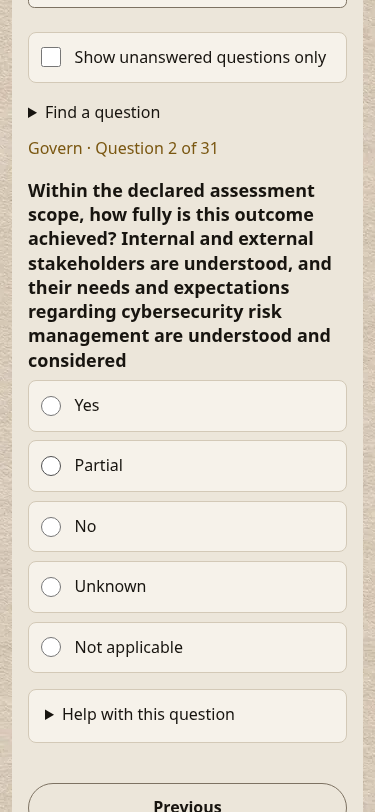 Show unanswered questions only
Find a question
Govern · Question 2 of 31
Within the declared assessment
scope, how fully is this outcome
achieved? Internal and external
stakeholders are understood, and
their needs and expectations
regarding cybersecurity risk
management are understood and
considered
Yes
Partial
No
Unknown
Not applicable
Help with this question
Previous